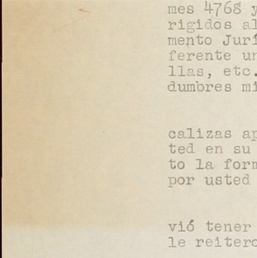 mes 4768 y
rigidos al
mento Jurí
ferente un
llas, etc.
dumbres mi
calizas ap
ted en su
to la form
por usted
vió tener
le reitero